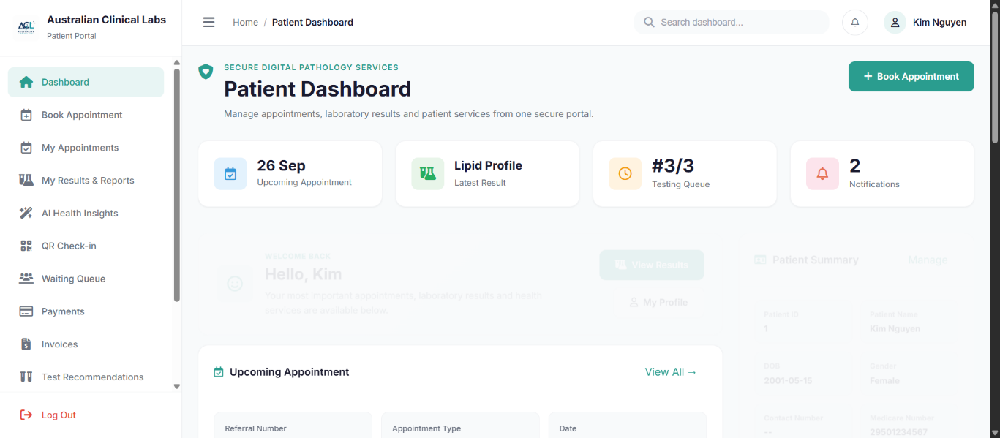 ACL
Australian Clinical Labs
Patient Portal
Dashboard
Book Appointment
My Appointments
My Results & Reports
AI Health Insights
QR Check-in
Waiting Queue
Payments
Invoices
Test Recommendations
Log Out
Home / Patient Dashboard
Search dashboard...
Kim Nguyen
SECURE DIGITAL PATHOLOGY SERVICES
Patient Dashboard
Manage appointments, laboratory results and patient services from one secure portal.
+ Book Appointment
26 Sep
Upcoming Appointment
Lipid Profile
Latest Result
#3/3
Testing Queue
2
Notifications
WELCOME BACK
Hello, Kim
Your most important appointments, laboratory results and health
services are available below.
View Results
My Profile
Patient Summary
Manage
Patient ID
1
Patient Name
Kim Nguyen
DOB
2001-05-15
Gender
Female
Contact Number
--
Medicare Number
29501234567
Upcoming Appointment
View All →
Referral Number
Appointment Type
Date